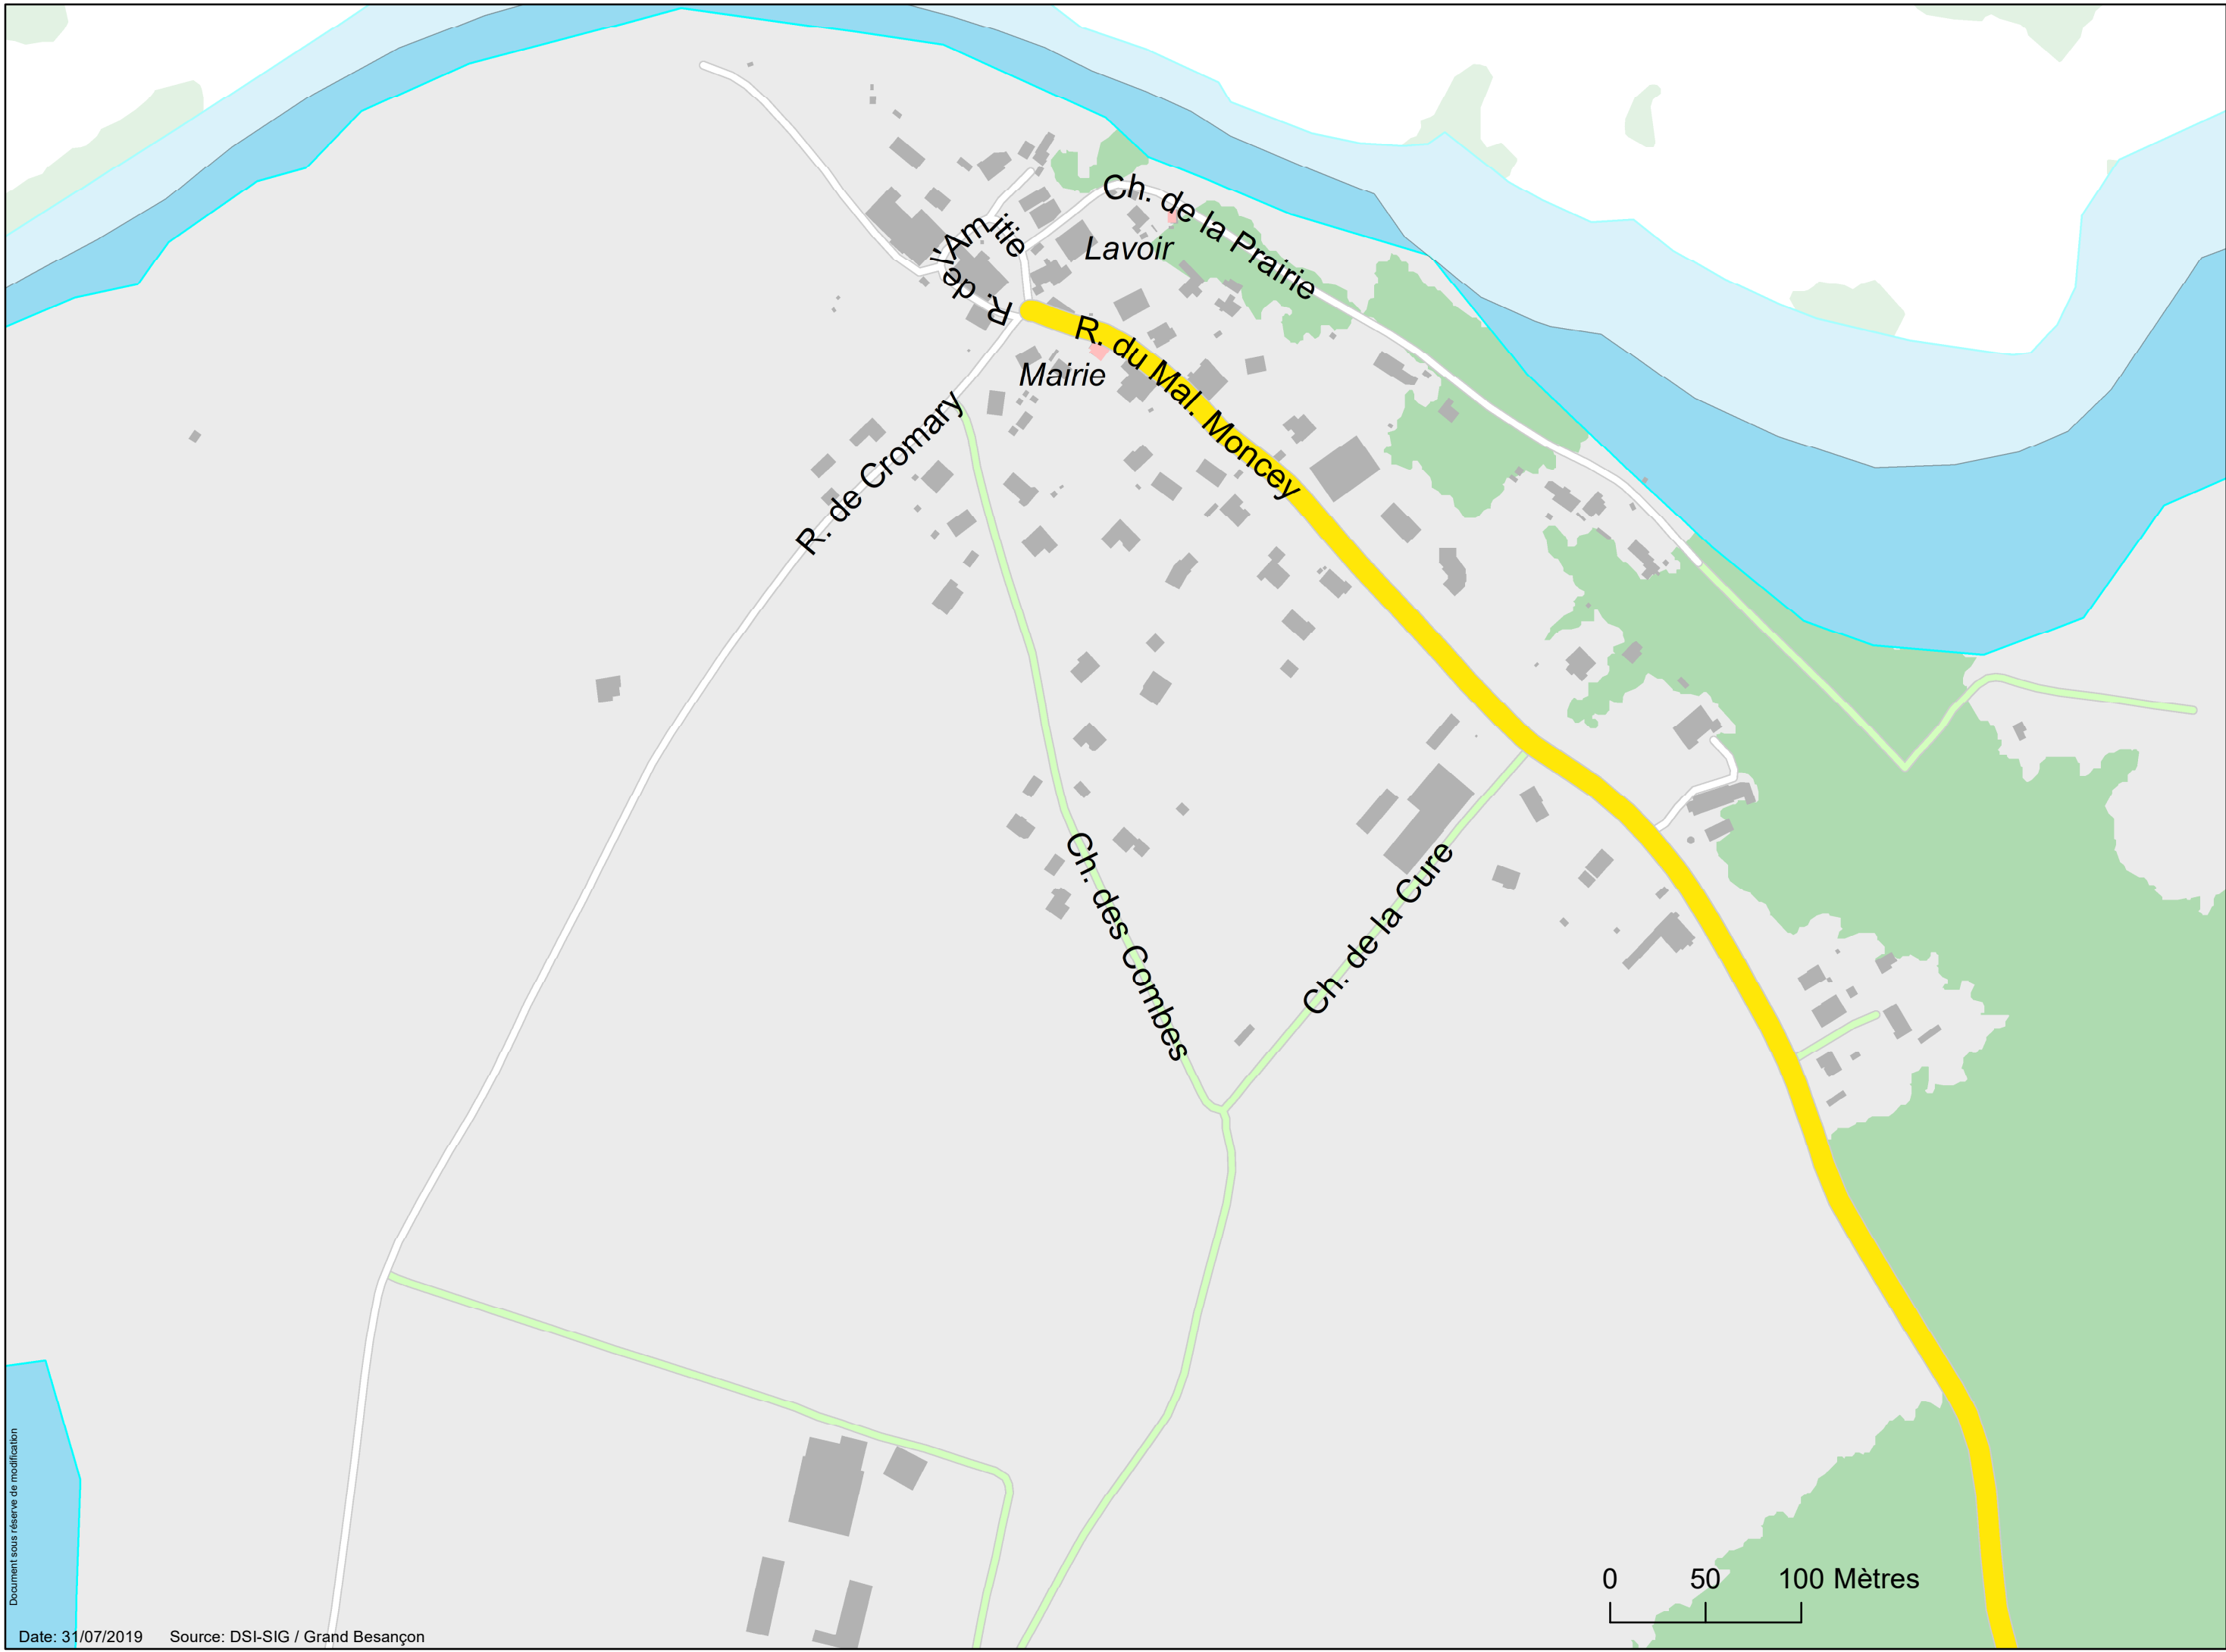 Ch. de la Prairie
R. de l'Amitie
Lavoir
R. du Mal. Moncey
Mairie
R. de Cromary
Ch. des Combes
Ch. de la Cure
Document sous réserve de modification
0 50 100 Mètres
Date: 31/07/2019 Source: DSI-SIG / Grand Besançon